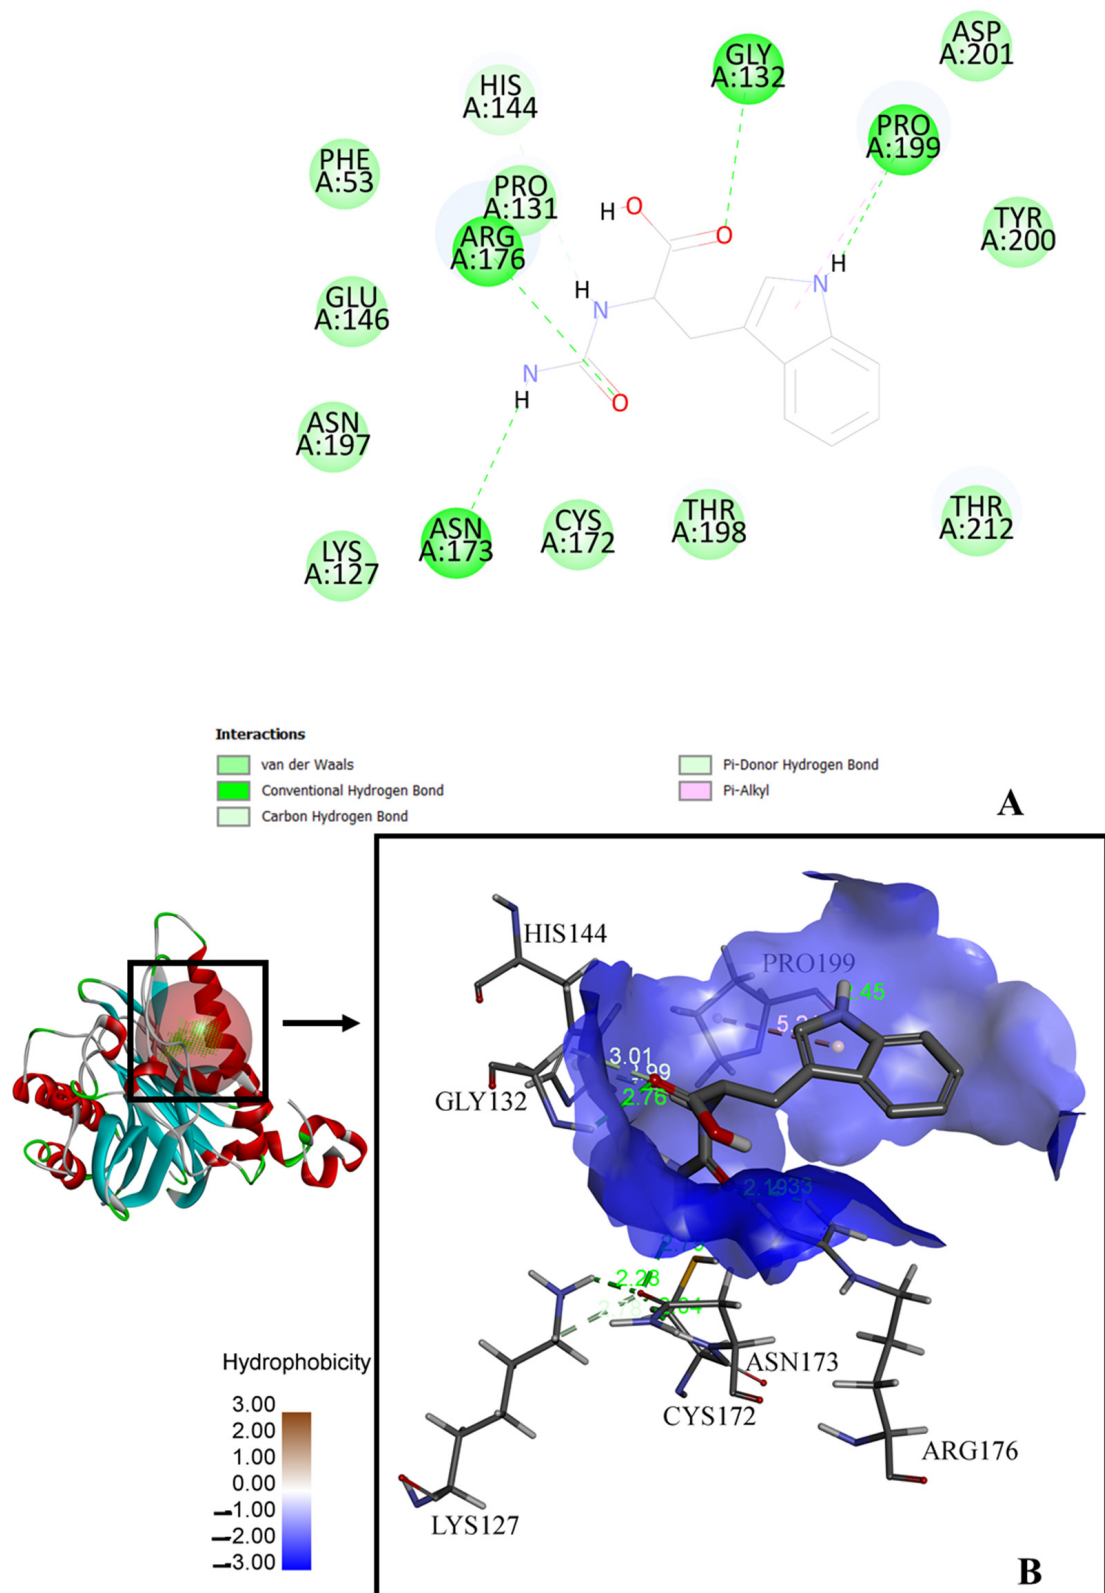 GLY
A:132
ASP
A:201
HIS
A:144
PRO
A:199
PHE
A:53
PRO
A:131
ARG
A:176
TYR
A:200
H
O
O
H
N
H
N
GLU
A:146
N
H
O
ASN
A:197
ASN
A:173
CYS
A:172
THR
A:198
THR
A:212
LYS
A:127
Interactions
van der Waals
Conventional Hydrogen Bond
Carbon Hydrogen Bond
Pi-Donor Hydrogen Bond
Pi-Alkyl
A
HIS144
PRO199
3.01
2.76
GLY132
2.28
ASN173
CYS172
ARG176
LYS127
Hydrophobicity
3.00
2.00
1.00
0.00
-1.00
-2.00
-3.00
B